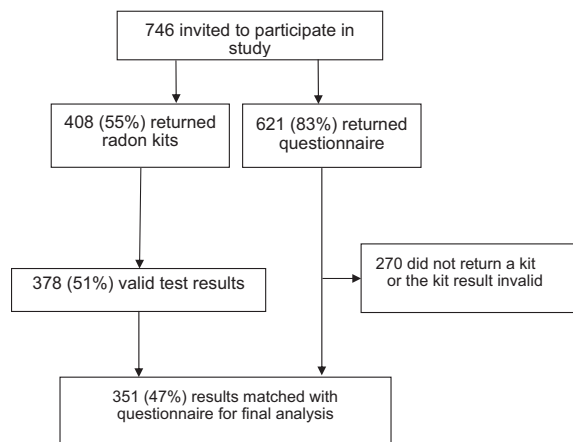 746 invited to participate in
study
408 (55%) returned
radon kits
621 (83%) returned
questionnaire
378 (51%) valid test results
270 did not return a kit
or the kit result invalid
351 (47%) results matched with
questionnaire for final analysis